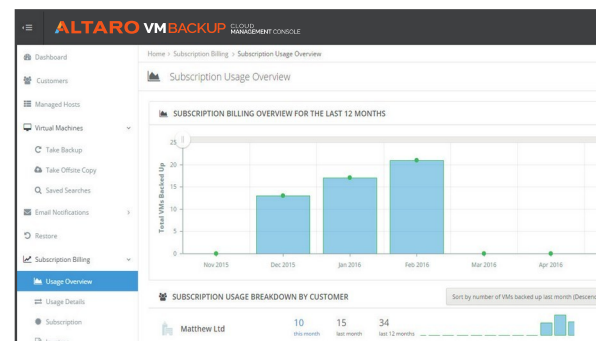 ALTARO VM BACKUP CLOUD MANAGEMENT CONSOLE
Dashboard
Home > Subscription Billing > Subscription Usage Overview
Customers
Subscription Usage Overview
Managed Hosts
Virtual Machines
SUBSCRIPTION BILLING OVERVIEW FOR THE LAST 12 MONTHS
Take Backup
Take Offsite Copy
Saved Searches
Email Notifications
Restore
Subscription Billing
Usage Overview
Usage Details
Subscription
Total VMs Backed Up
25
20
15
10
5
0
Nov 2015 Dec 2015 Jan 2016 Feb 2016 Mar 2016 Apr 2016
SUBSCRIPTION USAGE BREAKDOWN BY CUSTOMER
Sort by number of VMs backed up last month (Descen
Matthew Ltd
10 15 34
this month last month last 12 months